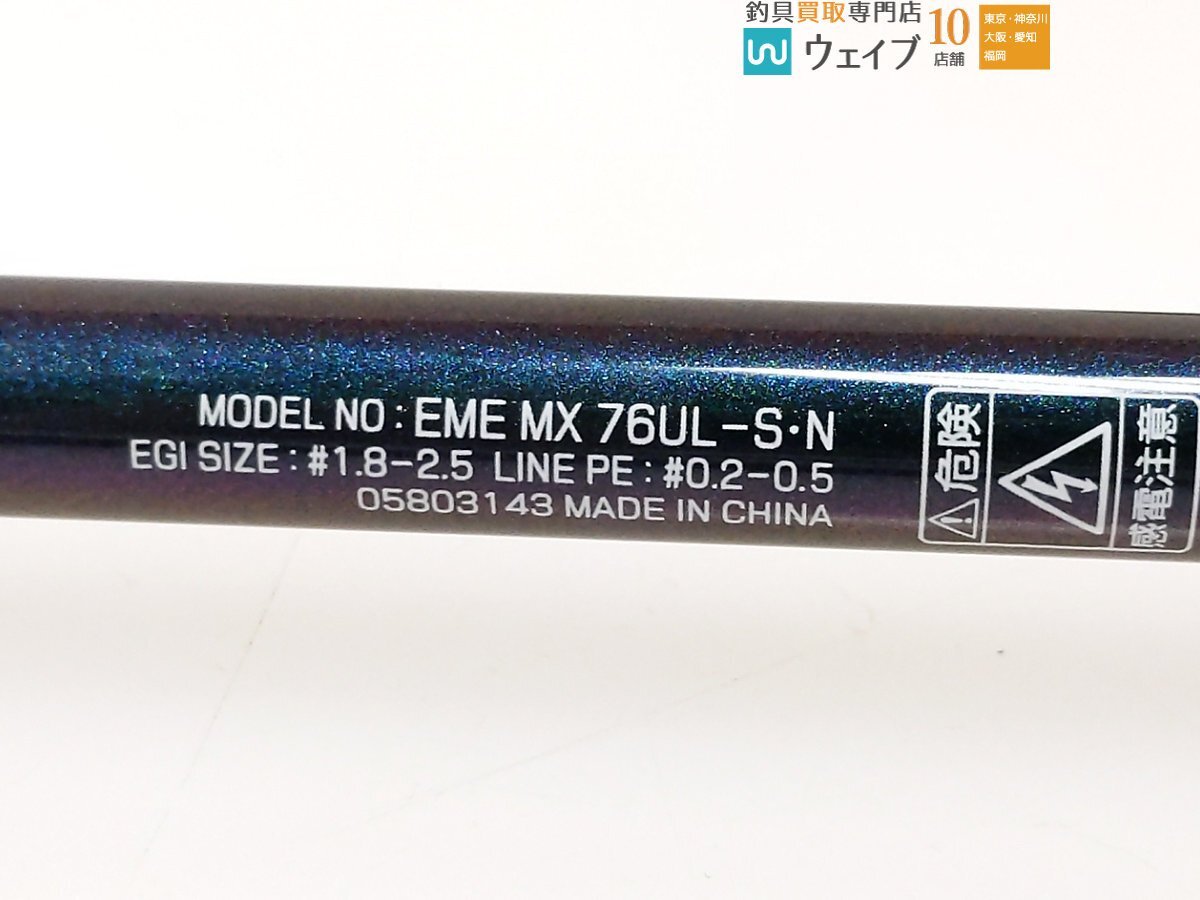 釣具買取専門店
ウェイブ
10
店舗
東京・神奈川
大阪・愛知
福岡
MODEL NO : EME MX 76UL-S・N
EGI SIZE : #1.8-2.5 LINE PE : #0.2-0.5
05803143 MADE IN CHINA
危険
感電注意